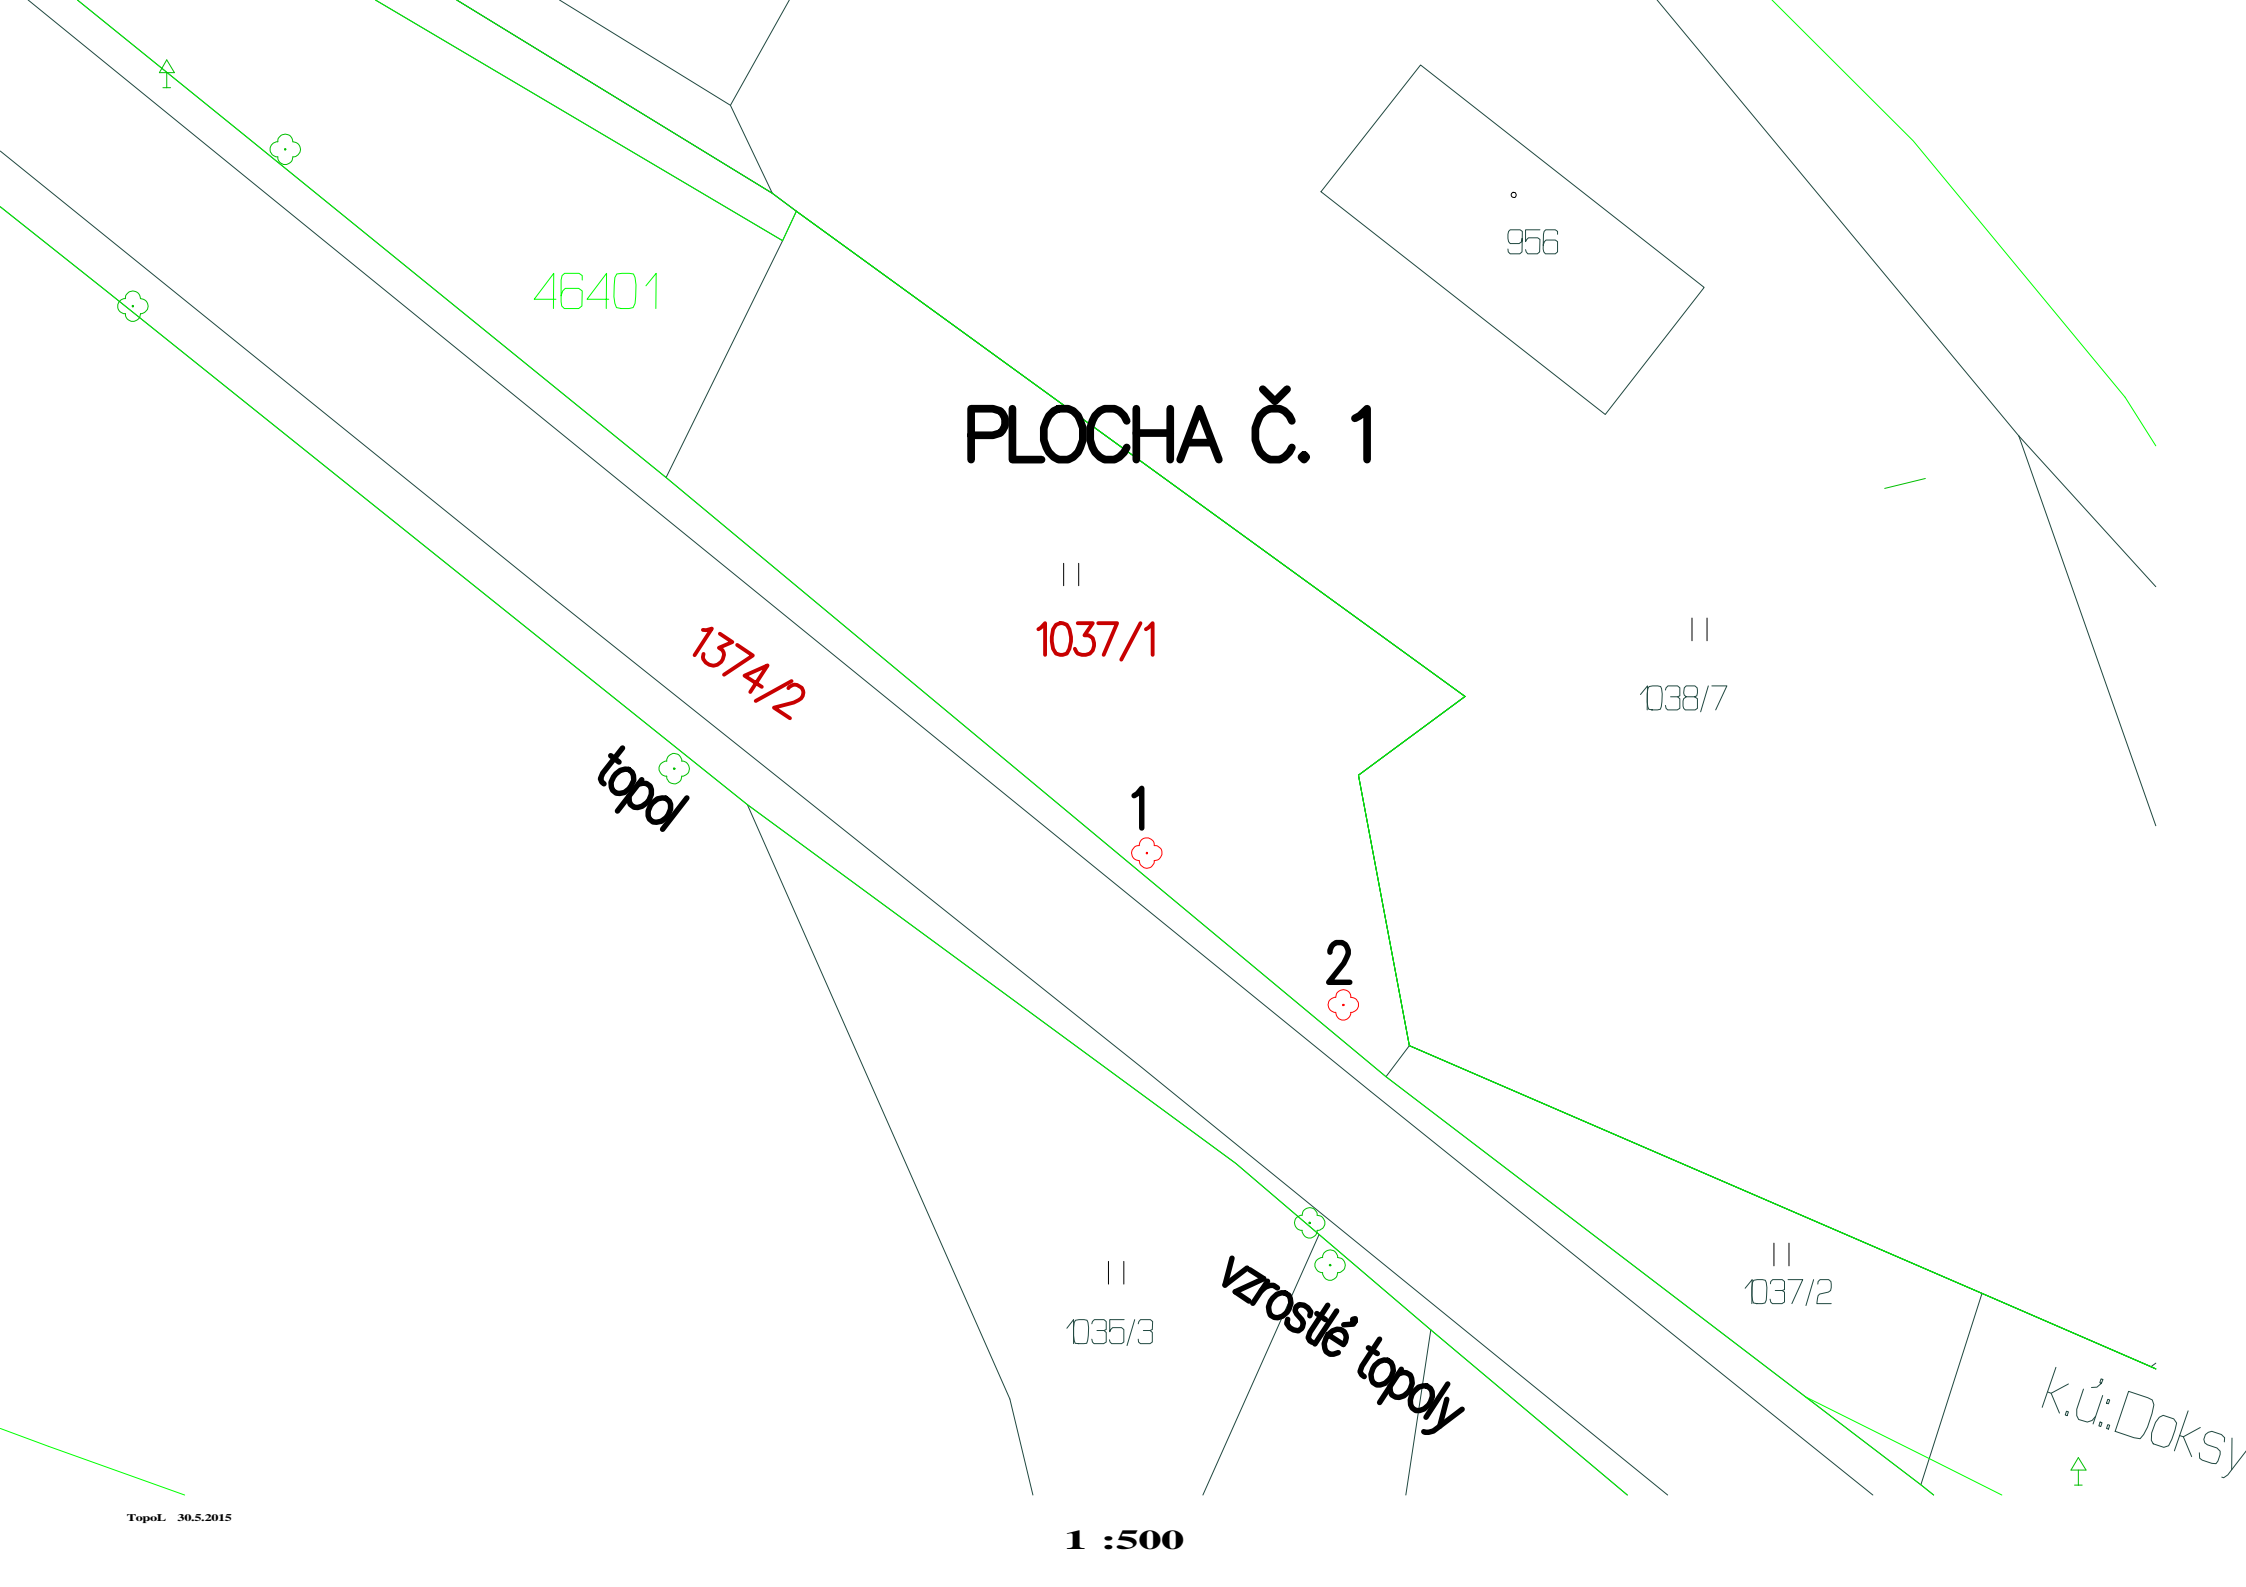 956
46401
PLOCHA Č. 1
1037/1
1374/2
1038/7
topol
1
2
1037/2
1035/3
vzrostlé topoly
k.ú.:Doksy
TopoL 30.5.2015
1 :500